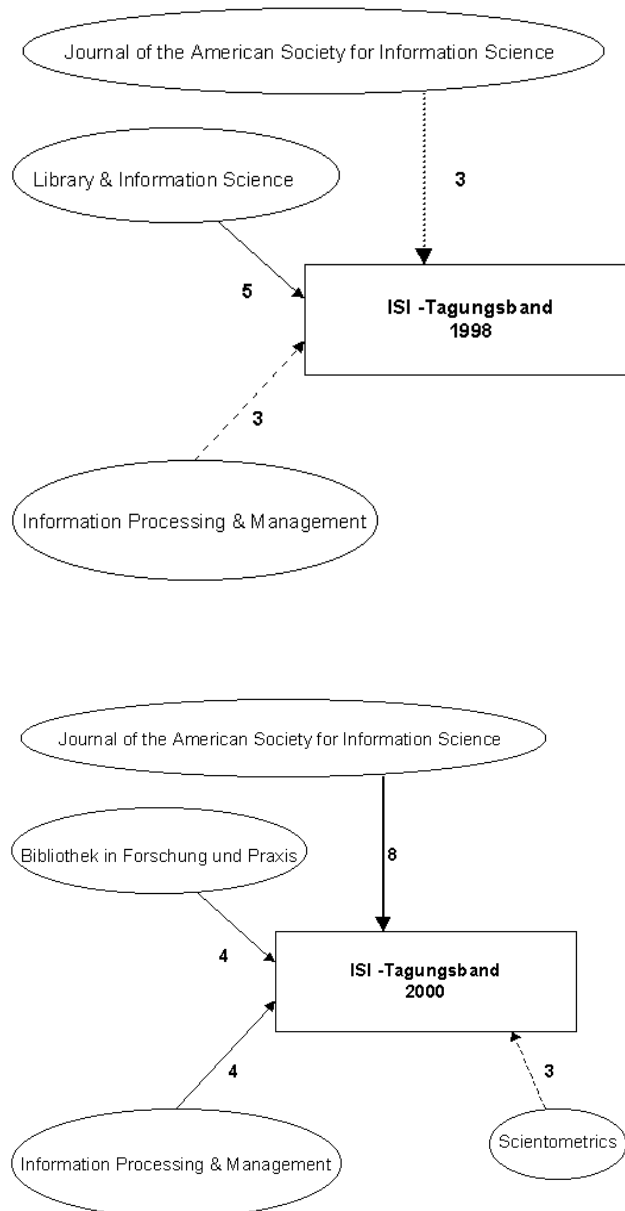 Journal of the American Society for Information Science
3
Library & Information Science
5
ISI -Tagungsband
1998
3
Information Processing & Management
Journal of the American Society for Information Science
8
Bibliothek in Forschung und Praxis
4
ISI -Tagungsband
2000
4
3
Information Processing & Management
Scientometrics